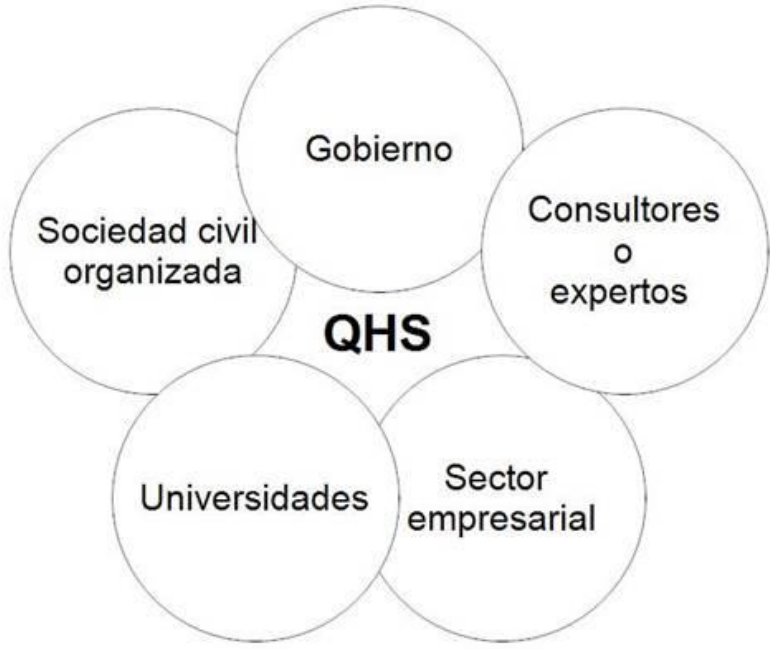 Gobierno
Sociedad civil
organizada
Consultores
o
expertos
QHS
Universidades
Sector
empresarial